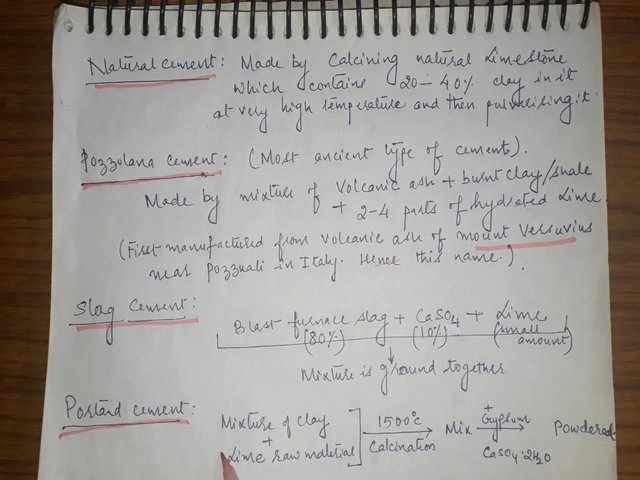 Natural cement: Made by Calcining natural Limestone
which contains 20-40% clay in it
at very high temperature and then pulverising it.
Pozzolana cement: (Most ancient type of cements).
Made by mixture of Volcanic ash + burnt clay/shale
+ 2-4 parts of hydrated Lime.
(First manufactured from Volcanic ash of mount Versuvius
near Pozzuali in Italy. Hence this name.)
Slag Cement:
Blast furnace slag + CaSO4 + Lime
(80%) (10%) (small amount)
Mixture is ground together
Portland cement:
Mixture of clay + Lime raw material
1500°C
Calcination
Mix
+ Gypsum
CaSO4·2H2O
Powdered